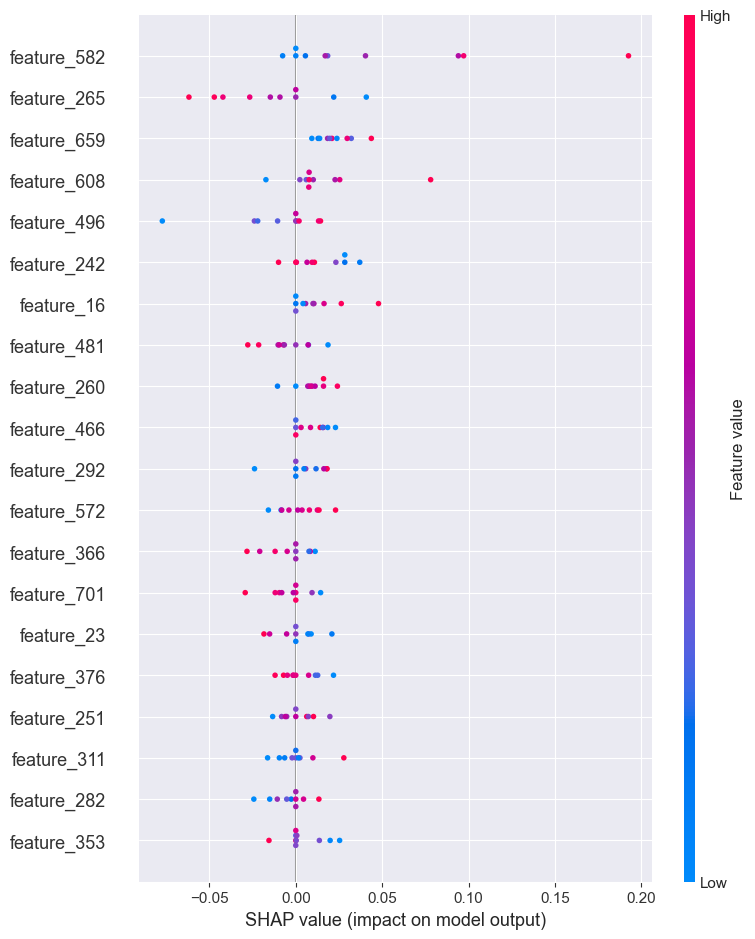 High
feature_582
feature_265
feature_659
feature_608
feature_496
feature_242
feature_16
feature_481
feature_260
feature_466
feature_292
feature_572
feature_366
feature_701
feature_23
feature_376
feature_251
feature_311
feature_282
feature_353
Feature value
Low
−0.05 0.00 0.05 0.10 0.15 0.20
SHAP value (impact on model output)